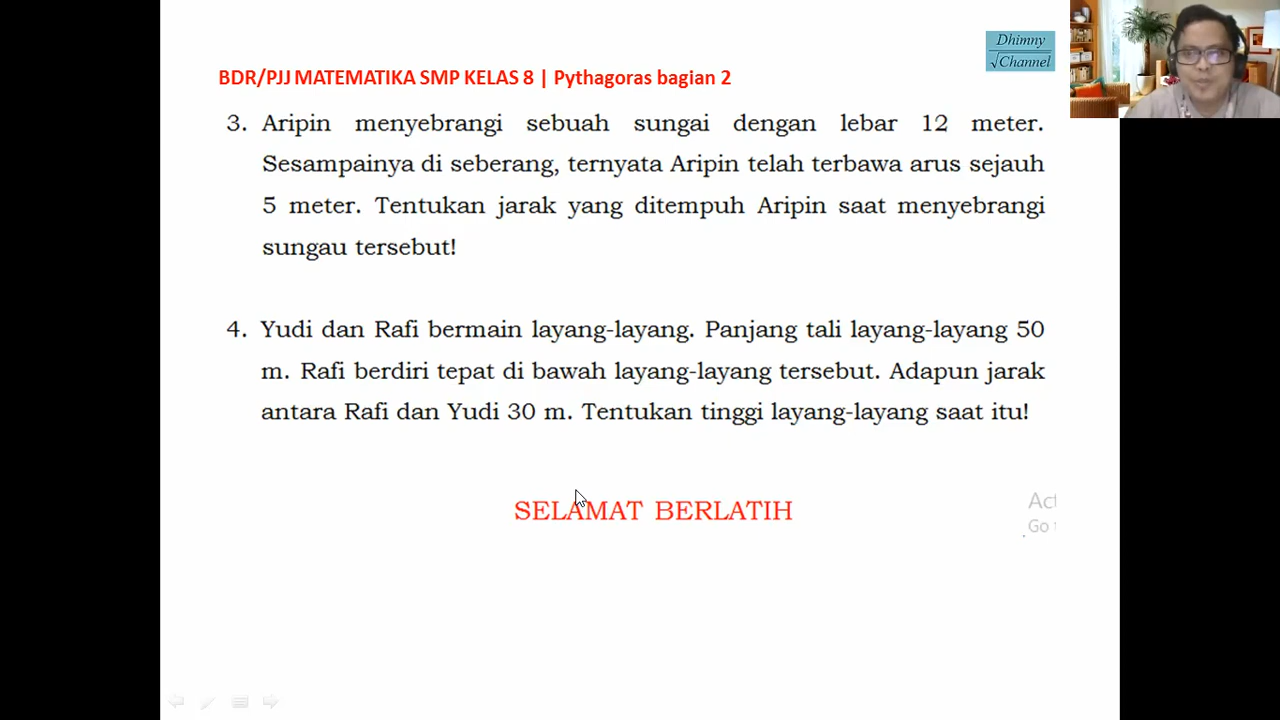 Dhimny
√Channel
BDR/PJJ MATEMATIKA SMP KELAS 8 | Pythagoras bagian 2
3. Aripin menyebrangi sebuah sungai dengan lebar 12 meter.
Sesampainya di seberang, ternyata Aripin telah terbawa arus sejauh
5 meter. Tentukan jarak yang ditempuh Aripin saat menyebrangi
sungau tersebut!
4. Yudi dan Rafi bermain layang-layang. Panjang tali layang-layang 50
m. Rafi berdiri tepat di bawah layang-layang tersebut. Adapun jarak
antara Rafi dan Yudi 30 m. Tentukan tinggi layang-layang saat itu!
SELAMAT BERLATIH
Act
Go